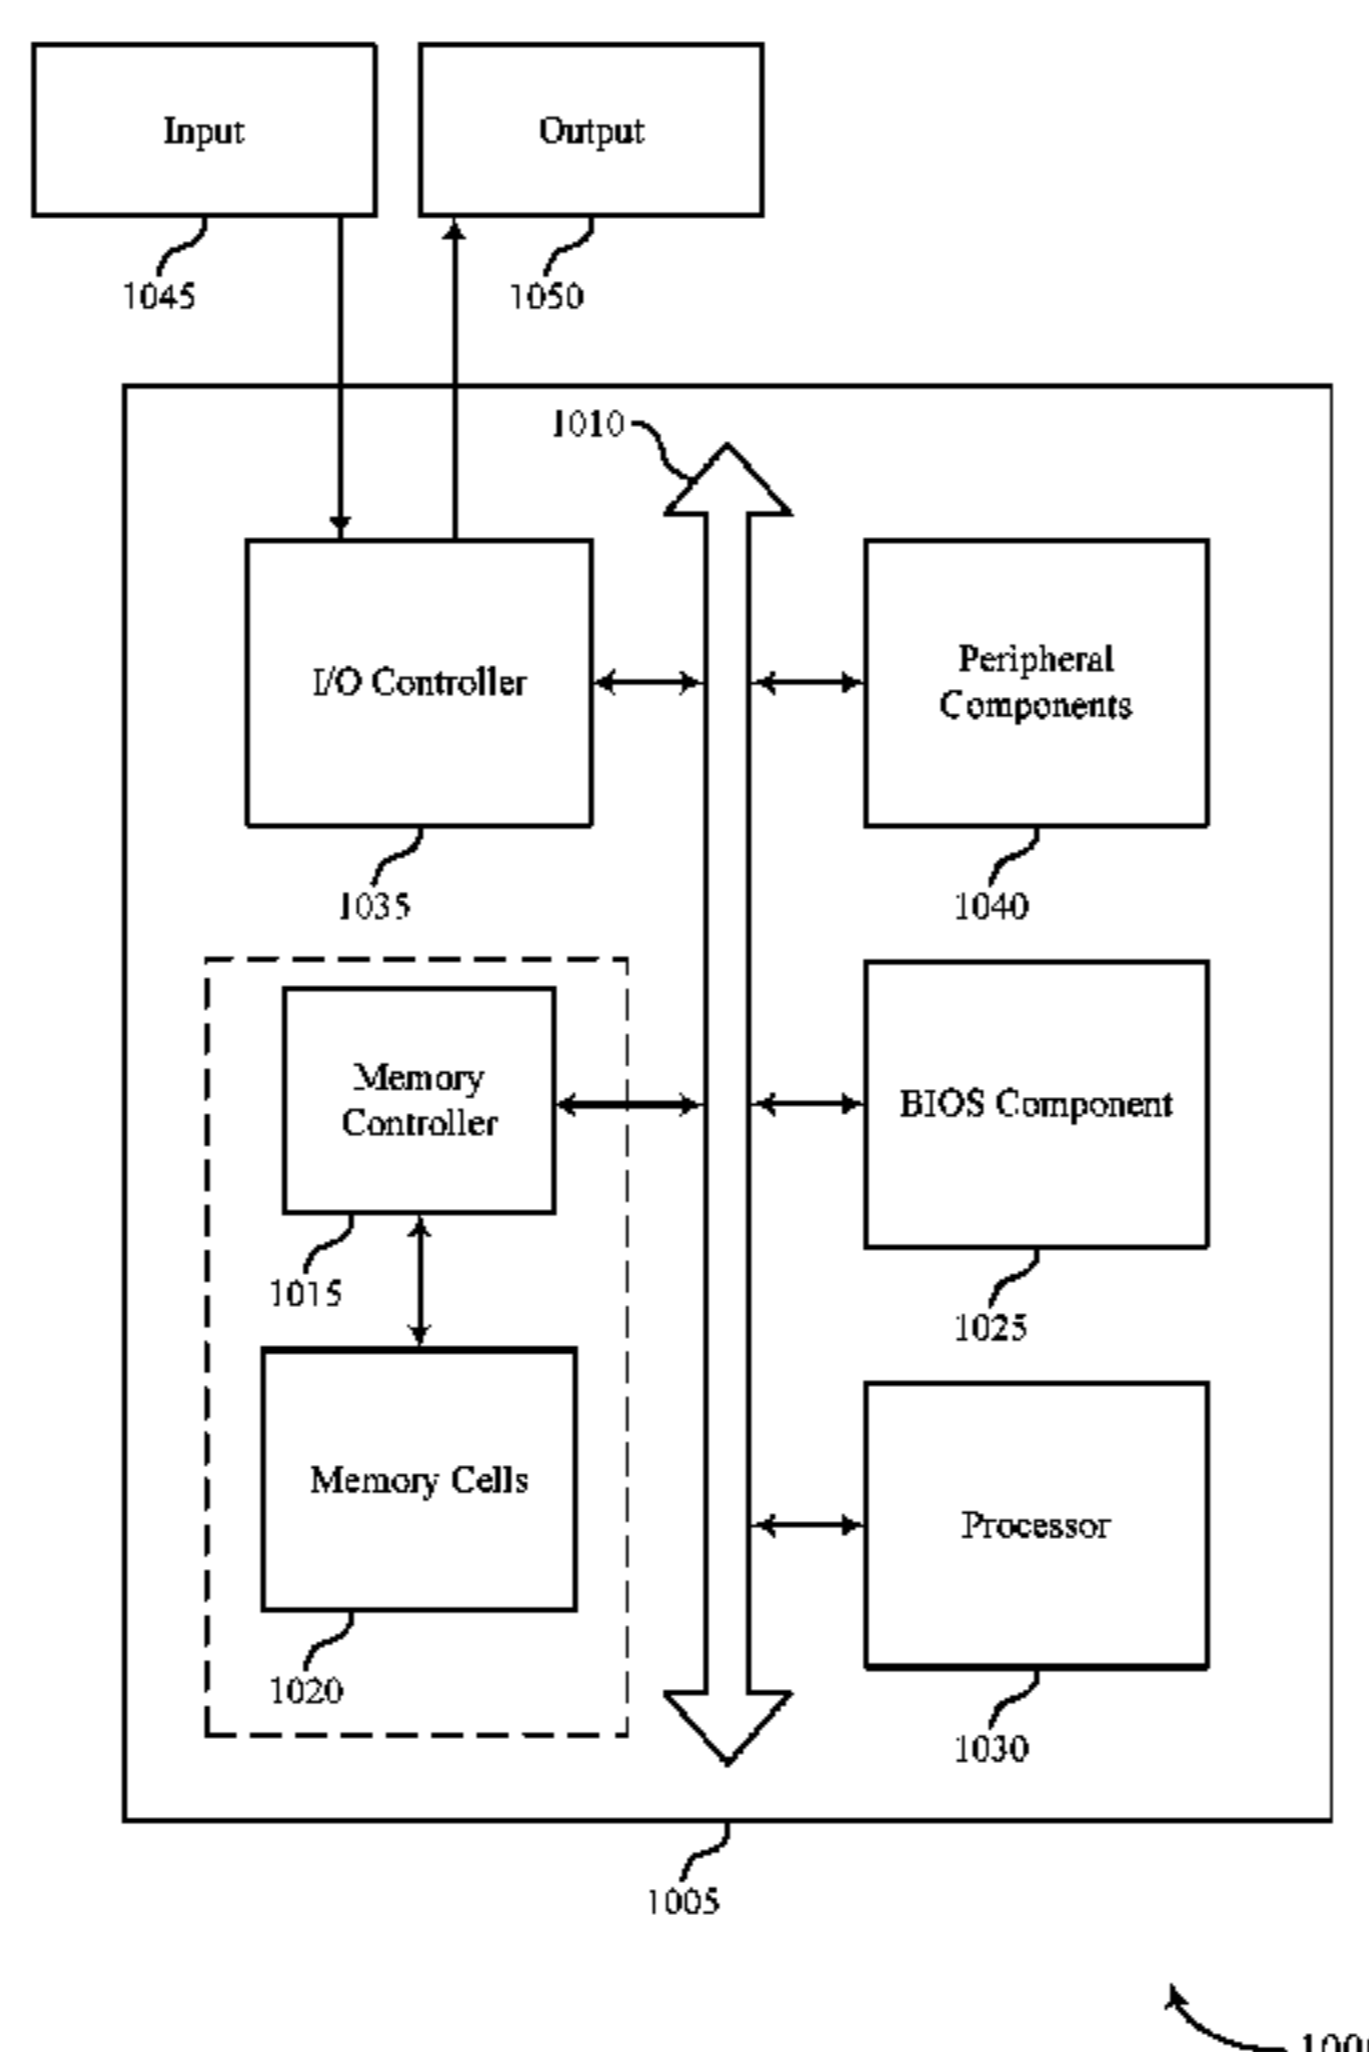 Input
Output
1045
1050
1010
I/O Controller
Peripheral
Components
1035
1040
Memory
Controller
BIOS Component
1015
1025
Memory Cells
Processor
1020
1030
1005